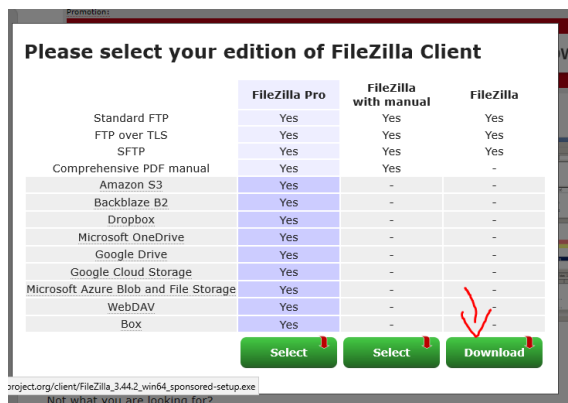 Promotion:
Please select your edition of FileZilla Client
FileZilla Pro FileZilla with manual FileZilla
Standard FTP Yes Yes Yes
FTP over TLS Yes Yes Yes
SFTP Yes Yes Yes
Comprehensive PDF manual Yes Yes -
Amazon S3 Yes - -
Backblaze B2 Yes - -
Dropbox Yes - -
Microsoft OneDrive Yes - -
Google Drive Yes - -
Google Cloud Storage Yes - -
Microsoft Azure Blob and File Storage Yes - -
WebDAV Yes - -
Box Yes - -
Select Select Download
project.org/client/FileZilla_3.44.2_win64_sponsored-setup.exe
Not what you are looking for?